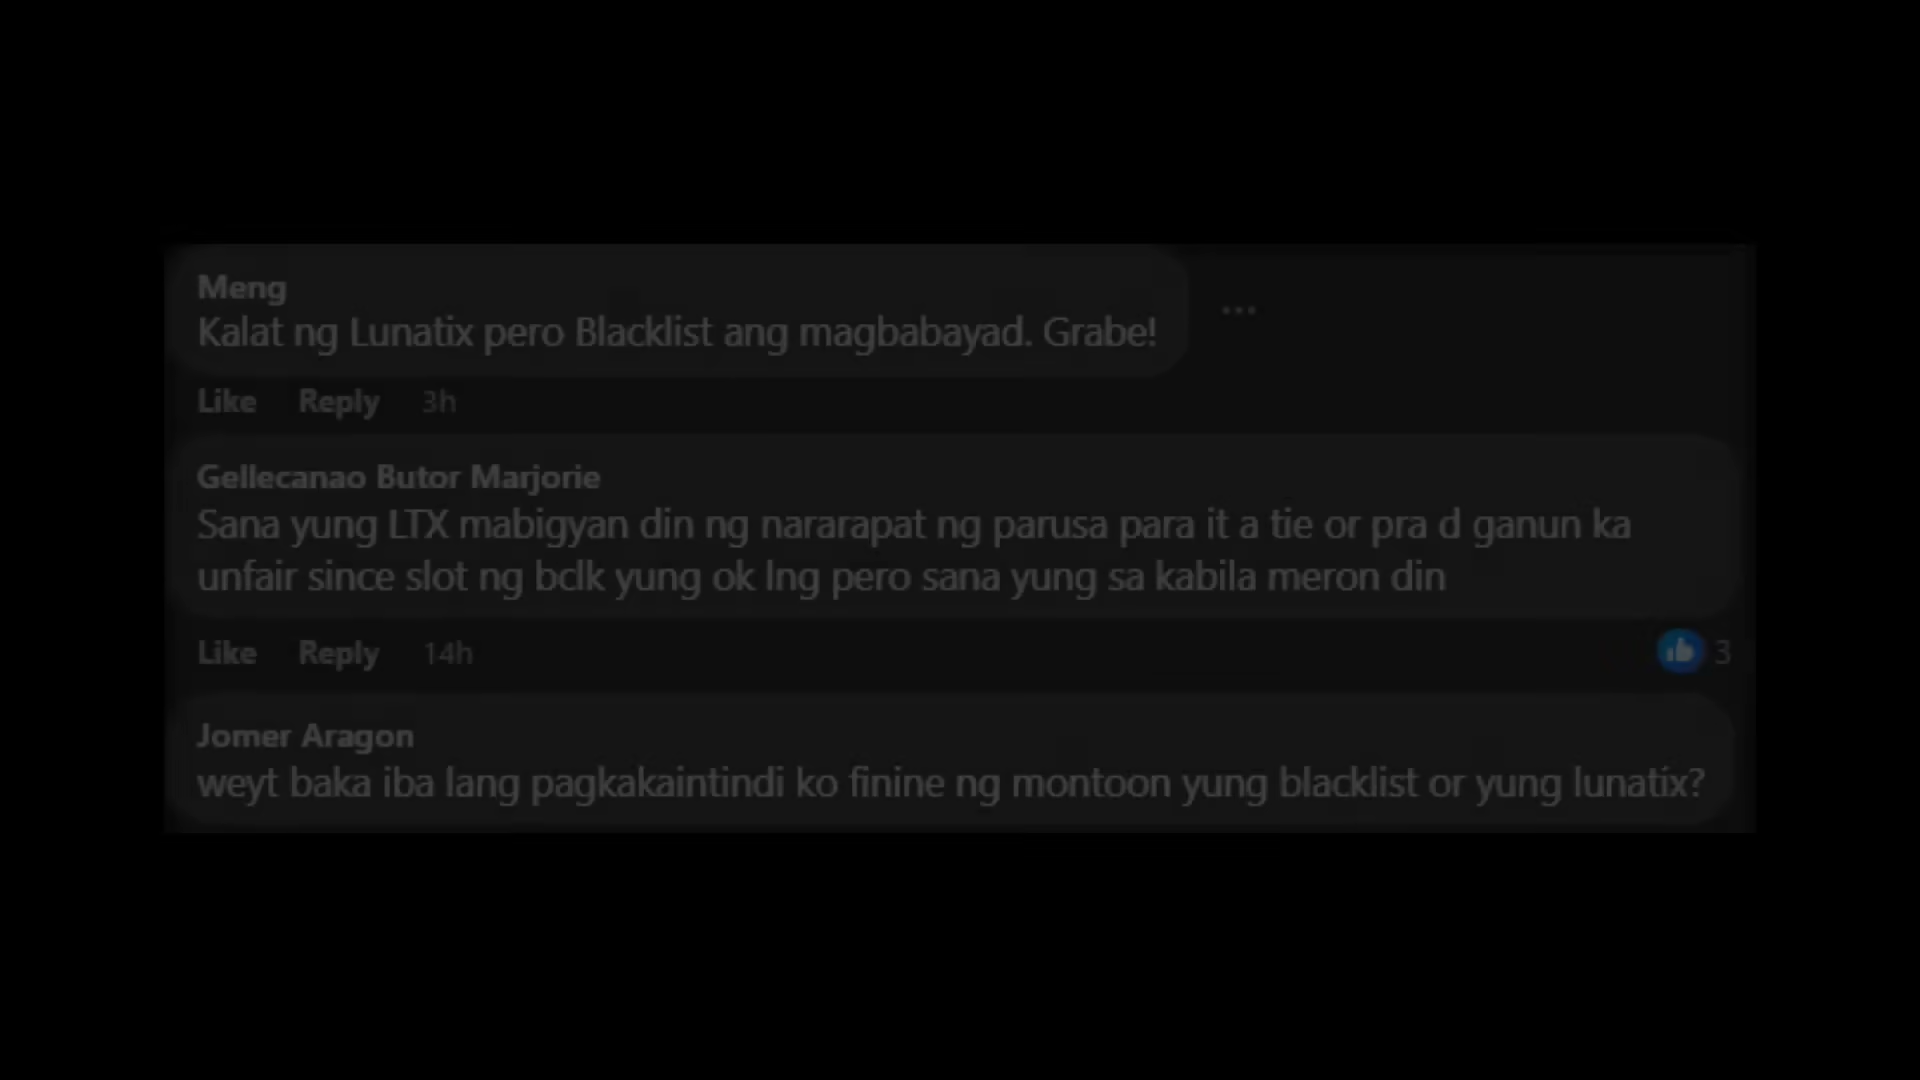 Meng
Kalat ng Lunatix pero Blacklist ang magbabayad. Grabe!
Like Reply 3h
Gellecanao Butor Marjorie
Sana yung LTX mabigyan din ng nararapat ng parusa para it a tie or pra d ganun ka
unfair since slot ng bclk yung ok lng pero sana yung sa kabila meron din
Like Reply 14h 3
Jomer Aragon
weyt baka iba lang pagkakaintindi ko finine ng montoon yung blacklist or yung lunatix?